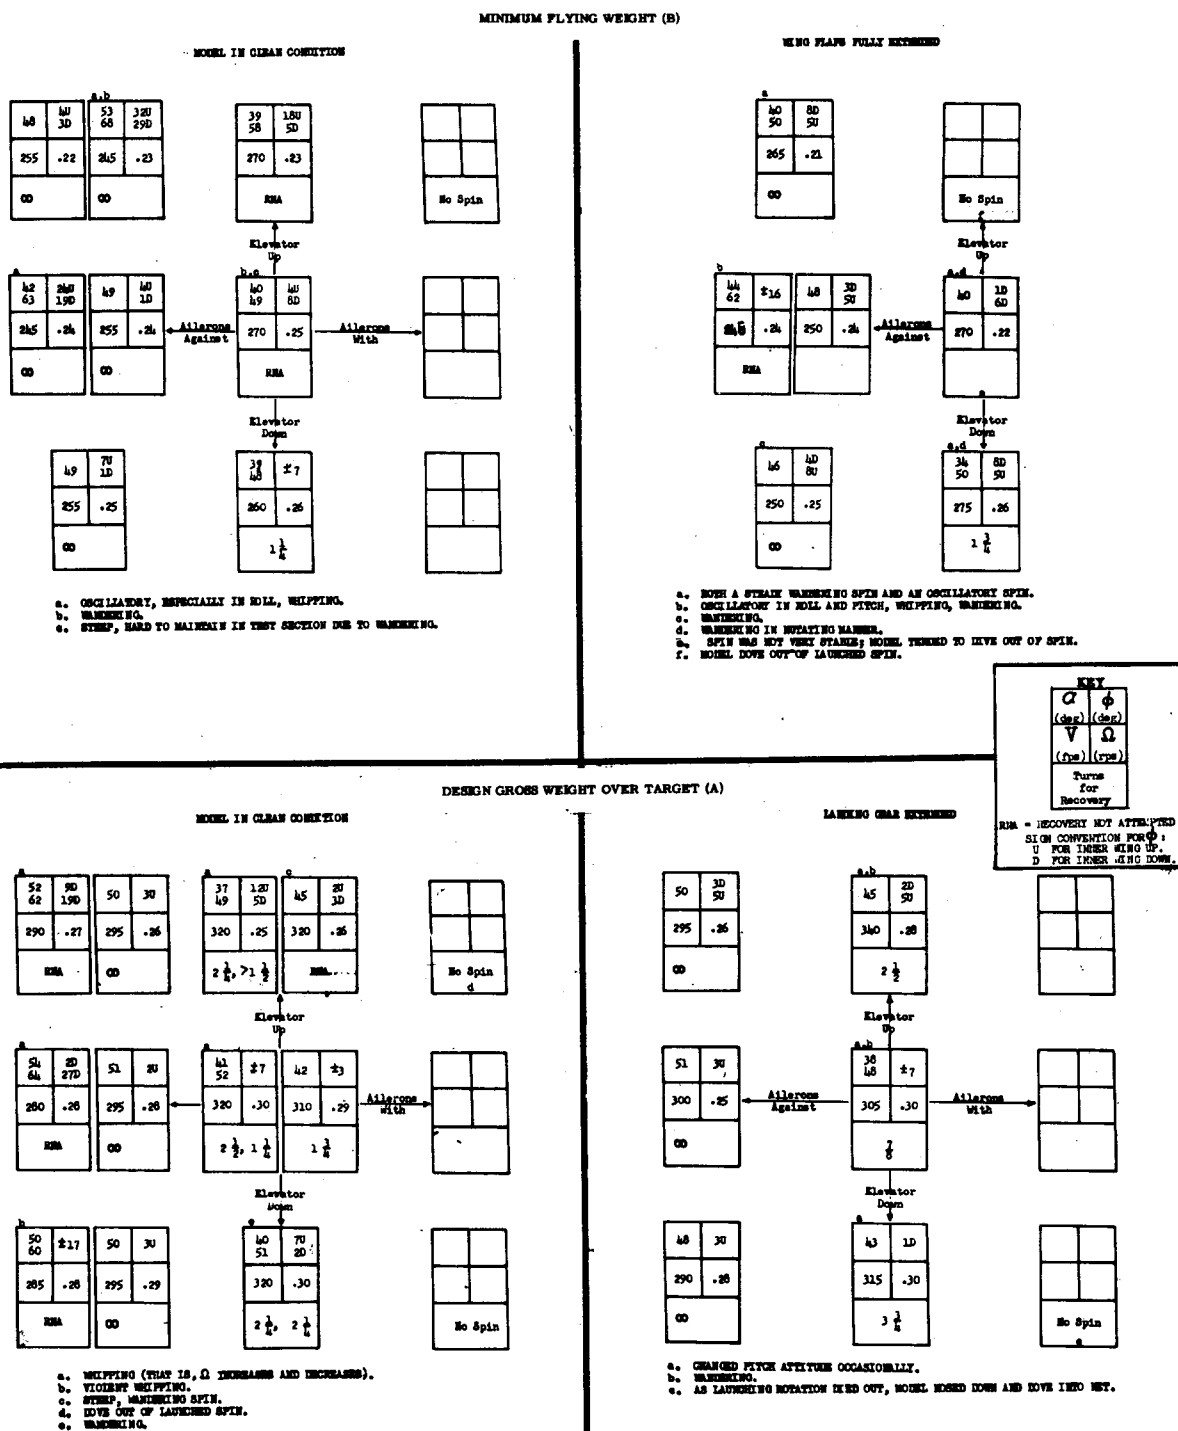 MINIMUM FLYING WEIGHT (B)
MODEL IN CLEAN CONDITION
a,b
48 4U 3D 53 68 32U 29D
255 .22 245 .23
∞ ∞
39 58 18U 5D
270 .23
RNA
No Spin
Elevator Up
a
42 63 24U 19D 49 4U 1D
245 .24 255 .24
∞ ∞
Ailerons Against
b,c
40 49 4U 8D
270 .25
RNA
Ailerons With
Elevator Down
49 7U 1D
255 .25
∞
39 48 ±7
260 .26
1 1/4
a. OSCILLATORY, ESPECIALLY IN ROLL, WHIPPING.
b. WANDERING.
c. STEEP, HARD TO MAINTAIN IN TEST SECTION DUE TO WANDERING.
WING FLAPS FULLY EXTENDED
a
40 50 8D 5U
265 .21
∞
No Spin
f
Elevator Up
b
44 62 ±16 48 3D 5U
245 .24 250 .24
RNA
Ailerons Against
a,d
40 1D 6D
270 .22
e
Elevator Down
c
46 4D 8U
250 .25
∞
c,d
34 50 8D 5U
275 .26
1 3/4
a. BOTH A STEADY WANDERING SPIN AND AN OSCILLATORY SPIN.
b. OSCILLATORY IN ROLL AND PITCH, WHIPPING, WANDERING.
c. WANDERING.
d. WANDERING IN NUTATING MANNER.
e. SPIN WAS NOT VERY STABLE; MODEL TENDED TO DIVE OUT OF SPIN.
f. MODEL DOVE OUT OF LAUNCHED SPIN.
KEY
α ϕ
(deg) (deg)
V Ω
(fps) (rps)
Turns
for
Recovery
RNA = RECOVERY NOT ATTEMPTED
SIGN CONVENTION FOR ϕ :
U FOR INNER WING UP.
D FOR INNER WING DOWN.
DESIGN GROSS WEIGHT OVER TARGET (A)
MODEL IN CLEAN CONDITION
a
52 62 9D 19D 50 3U
290 .27 295 .26
RNA ∞
a c
37 49 12U 5D 45 2U 3D
320 .25 320 .26
2 1/4, >1 1/2 RNA
No Spin
d
Elevator Up
a
54 64 2D 27D 51 2U
280 .28 295 .28
RNA ∞
a
41 52 ±7 42 ±3
320 .30 310 .29
2 1/2, 1 1/4 1 3/4
Ailerons With
Elevator Down
b
50 60 ±17 50 3U
285 .28 295 .29
RNA ∞
e
40 51 7U 2D
320 .30
2 1/4, 2 1/4
No Spin
a. WHIPPING (THAT IS, Ω INCREASES AND DECREASES).
b. VIOLENT WHIPPING.
c. STEEP, WANDERING SPIN.
d. DOVE OUT OF LAUNCHED SPIN.
e. WANDERING.
LANDING GEAR EXTENDED
50 3D 5U
295 .26
∞
a,b
45 2D 5U
340 .28
2 1/2
Elevator Up
51 3U
300 .25
∞
Ailerons Against
a,b
38 48 ±7
305 .30
Ailerons With
Elevator Down
48 3U
290 .28
∞
a
43 1D
315 .30
3 1/4
No Spin
a. CHANGED PITCH ATTITUDE OCCASIONALLY.
b. WANDERING.
c. AS LAUNCHING ROTATION DIED OUT, MODEL NOSED DOWN AND DOVE INTO NET.